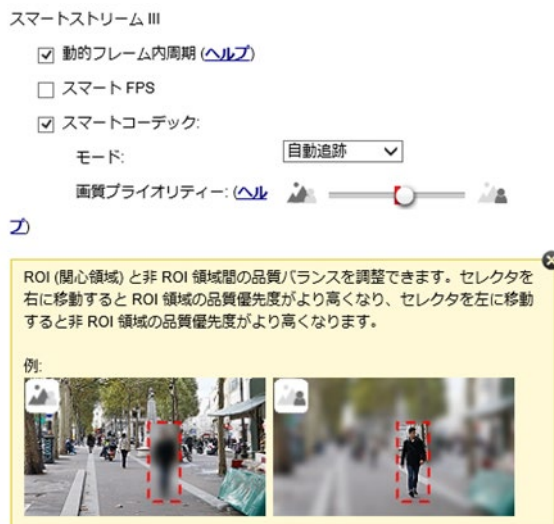 スマートストリーム III
動的フレーム内周期 (ヘルプ)
スマート FPS
スマートコーデック:
モード: 自動追跡
画質プライオリティー: (ヘル
プ)
ROI (関心領域) と非 ROI 領域間の品質バランスを調整できます。セレクタを
右に移動すると ROI 領域の品質優先度がより高くなり、セレクタを左に移動
すると非 ROI 領域の品質優先度がより高くなります。
例: